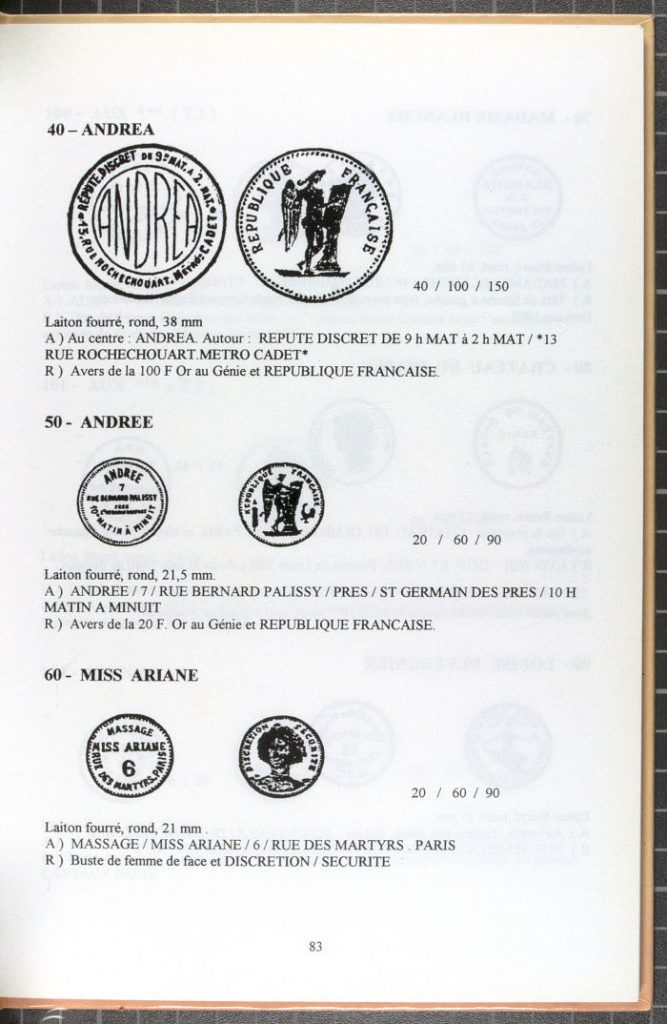 40 – ANDREA
RÉPUTÉ DISCRET DE 9h MAT. A 2h MAT.
ANDREA
*13, RUE ROCHECHOUART. Métro: CADET*
REPUBLIQUE FRANÇAISE.
40 / 100 / 150
Laiton fourré, rond, 38 mm
A ) Au centre : ANDREA. Autour : REPUTE DISCRET DE 9 h MAT à 2 h MAT / *13
RUE ROCHECHOUART.METRO CADET*
R ) Avers de la 100 F Or au Génie et REPUBLIQUE FRANCAISE.
50 - ANDREE
ANDREE
7
RUE BERNARD PALISSY
PRES
10H MATIN A MINUIT
REPUBLIQUE FRANÇAISE
20 / 60 / 90
Laiton fourré, rond, 21,5 mm.
A ) ANDREE / 7 / RUE BERNARD PALISSY / PRES / ST GERMAIN DES PRES / 10 H
MATIN A MINUIT
R ) Avers de la 20 F. Or au Génie et REPUBLIQUE FRANCAISE.
60 - MISS ARIANE
MASSAGE
MISS ARIANE
6
RUE DES MARTYRS. PARIS
DISCRETION SECURITE
20 / 60 / 90
Laiton fourré, rond, 21 mm .
A ) MASSAGE / MISS ARIANE / 6 / RUE DES MARTYRS . PARIS
R ) Buste de femme de face et DISCRETION / SECURITE
83